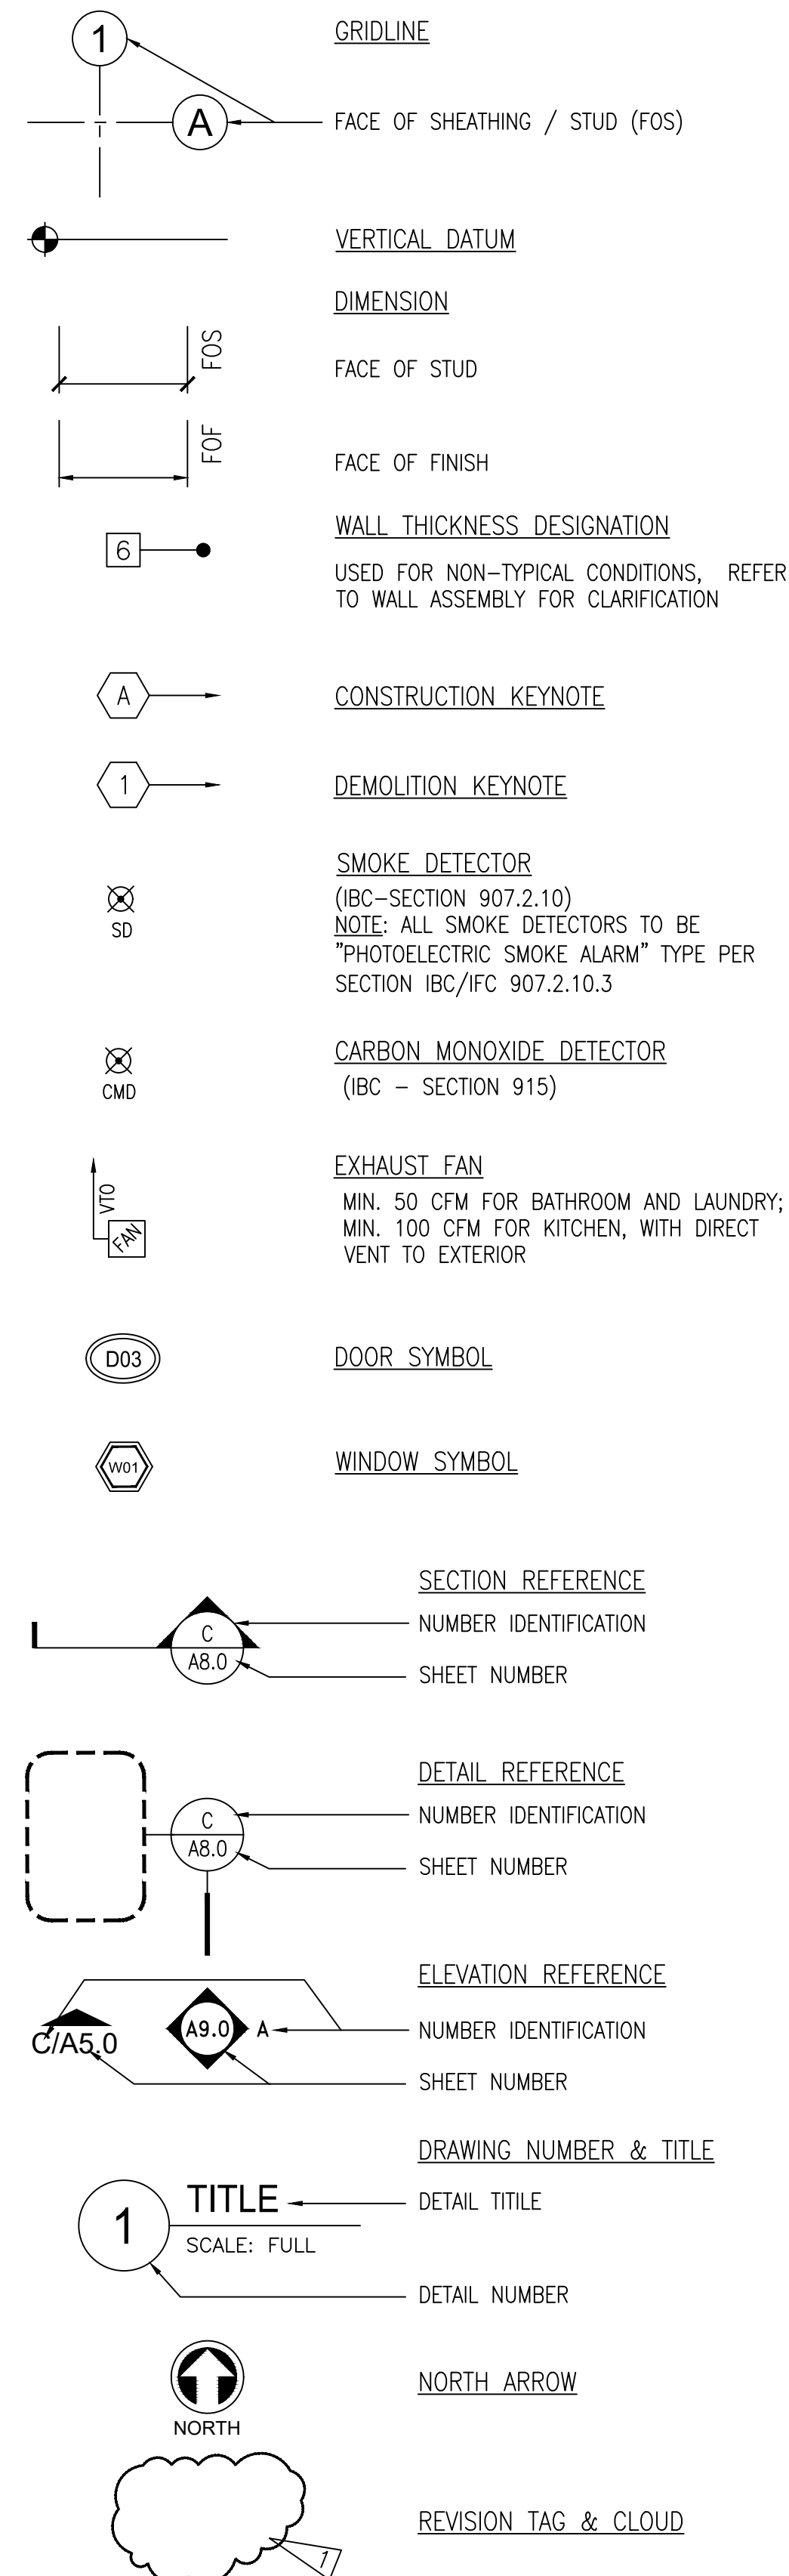 1
GRIDLINE
A
FACE OF SHEATHING / STUD (FOS)
VERTICAL DATUM
DIMENSION
FOS
FACE OF STUD
FOF
FACE OF FINISH
WALL THICKNESS DESIGNATION
6
USED FOR NON-TYPICAL CONDITIONS, REFER
TO WALL ASSEMBLY FOR CLARIFICATION
A
CONSTRUCTION KEYNOTE
1
DEMOLITION KEYNOTE
SMOKE DETECTOR
(IBC-SECTION 907.2.10)
SD
NOTE: ALL SMOKE DETECTORS TO BE
"PHOTOELECTRIC SMOKE ALARM" TYPE PER
SECTION IBC/IFC 907.2.10.3
CARBON MONOXIDE DETECTOR
CMD
(IBC - SECTION 915)
EXHAUST FAN
VTO
FAN
MIN. 50 CFM FOR BATHROOM AND LAUNDRY;
MIN. 100 CFM FOR KITCHEN, WITH DIRECT
VENT TO EXTERIOR
D03
DOOR SYMBOL
W01
WINDOW SYMBOL
SECTION REFERENCE
C
NUMBER IDENTIFICATION
A8.0
SHEET NUMBER
DETAIL REFERENCE
C
NUMBER IDENTIFICATION
A8.0
SHEET NUMBER
ELEVATION REFERENCE
C/A5.0
A9.0
A
NUMBER IDENTIFICATION
SHEET NUMBER
DRAWING NUMBER & TITLE
1
TITLE
DETAIL TITILE
SCALE: FULL
DETAIL NUMBER
NORTH ARROW
NORTH
REVISION TAG & CLOUD
1